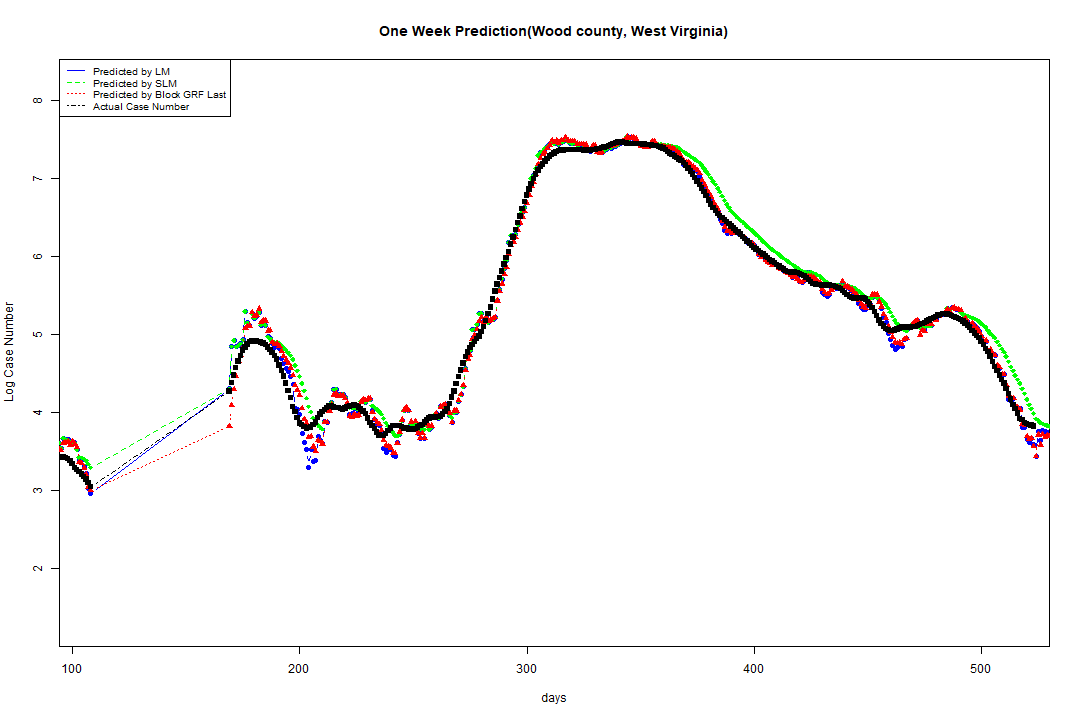 One Week Prediction(Wood county, West Virginia)
Predicted by LM
Predicted by SLM
Predicted by Block GRF Last
Actual Case Number
8
7
6
5
4
3
2
Log Case Number
100 200 300 400 500
days